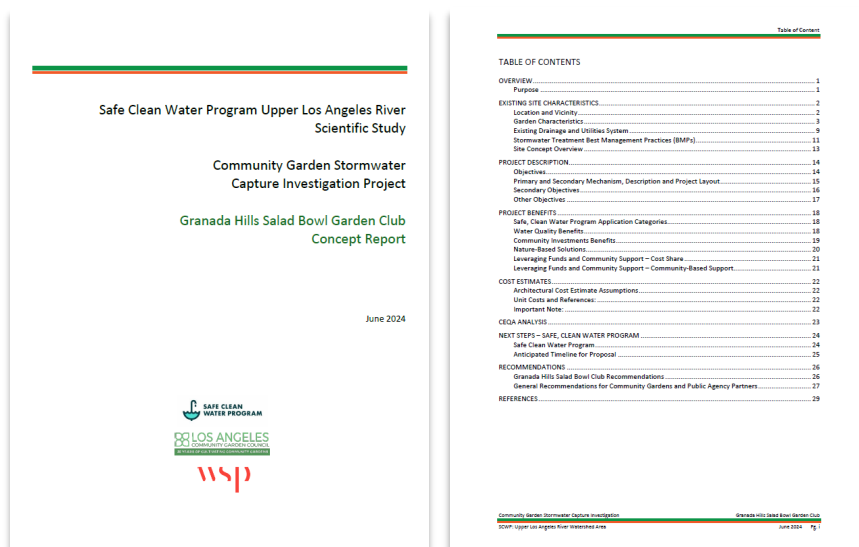 Safe Clean Water Program Upper Los Angeles River
Scientific Study
Community Garden Stormwater
Capture Investigation Project
Granada Hills Salad Bowl Garden Club
Concept Report
June 2024
SAFE CLEAN
WATER PROGRAM
LOS ANGELES
COMMUNITY GARDEN COUNCIL
wsp
Table of Content
TABLE OF CONTENTS
OVERVIEW 1
Purpose 1
EXISTING SITE CHARACTERISTICS 2
Location and Vicinity 2
Garden Characteristics 3
Existing Drainage and Utilities System 9
Stormwater Treatment Best Management Practices (BMPs) 11
Site Concept Overview 13
PROJECT DESCRIPTION 14
Objectives 14
Primary and Secondary Mechanism, Description and Project Layout 15
Secondary Objectives 16
Other Objectives 17
PROJECT BENEFITS 18
Safe, Clean Water Program Application Categories 18
Water Quality Benefits 18
Community Investments Benefits 19
Nature-Based Solutions 20
Leveraging Funds and Community Support – Cost Share 21
Leveraging Funds and Community Support – Community-Based Support 21
COST ESTIMATES 22
Architectural Cost Estimate Assumptions 22
Unit Costs and References: 22
Important Note: 22
CEQA ANALYSIS 23
NEXT STEPS – SAFE, CLEAN WATER PROGRAM 24
Safe Clean Water Program 24
Anticipated Timeline for Proposal 25
RECOMMENDATIONS 26
Granada Hills Salad Bowl Club Recommendations 26
General Recommendations for Community Gardens and Public Agency Partners 27
REFERENCES 29
Community Garden Stormwater Capture Investigation Granada Hills Salad Bowl Garden Club
SCWP: Upper Los Angeles River Watershed Area June 2024 Pg. i